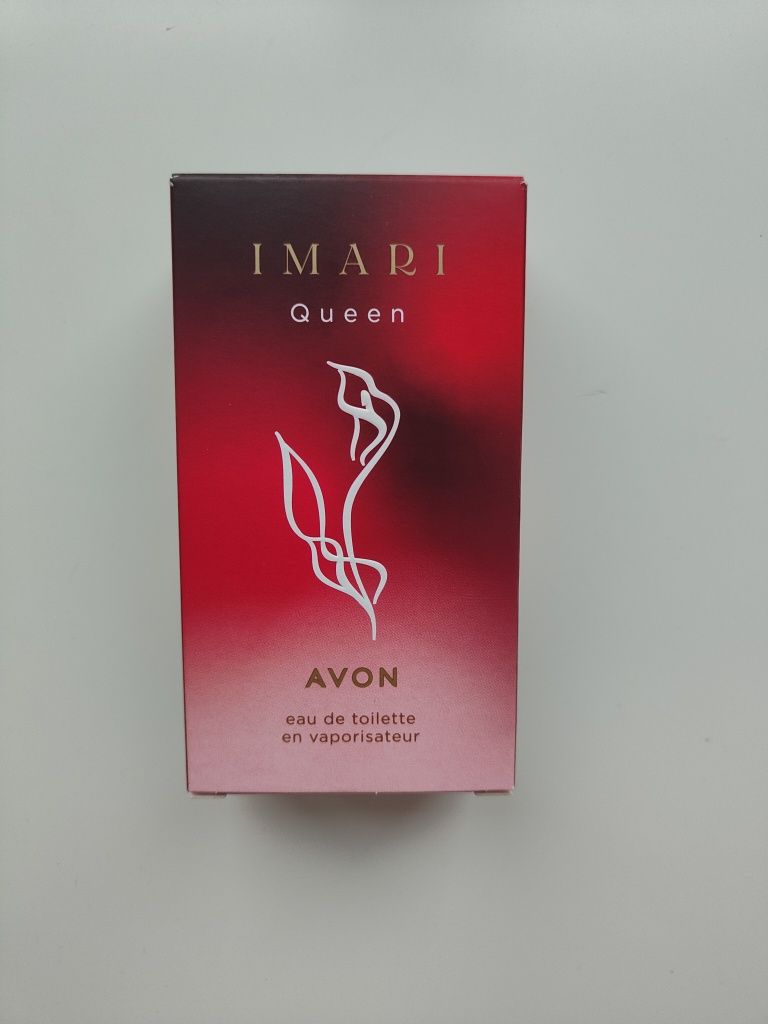 IMARI
Queen
AVON
eau de toilette
en vaporisateur